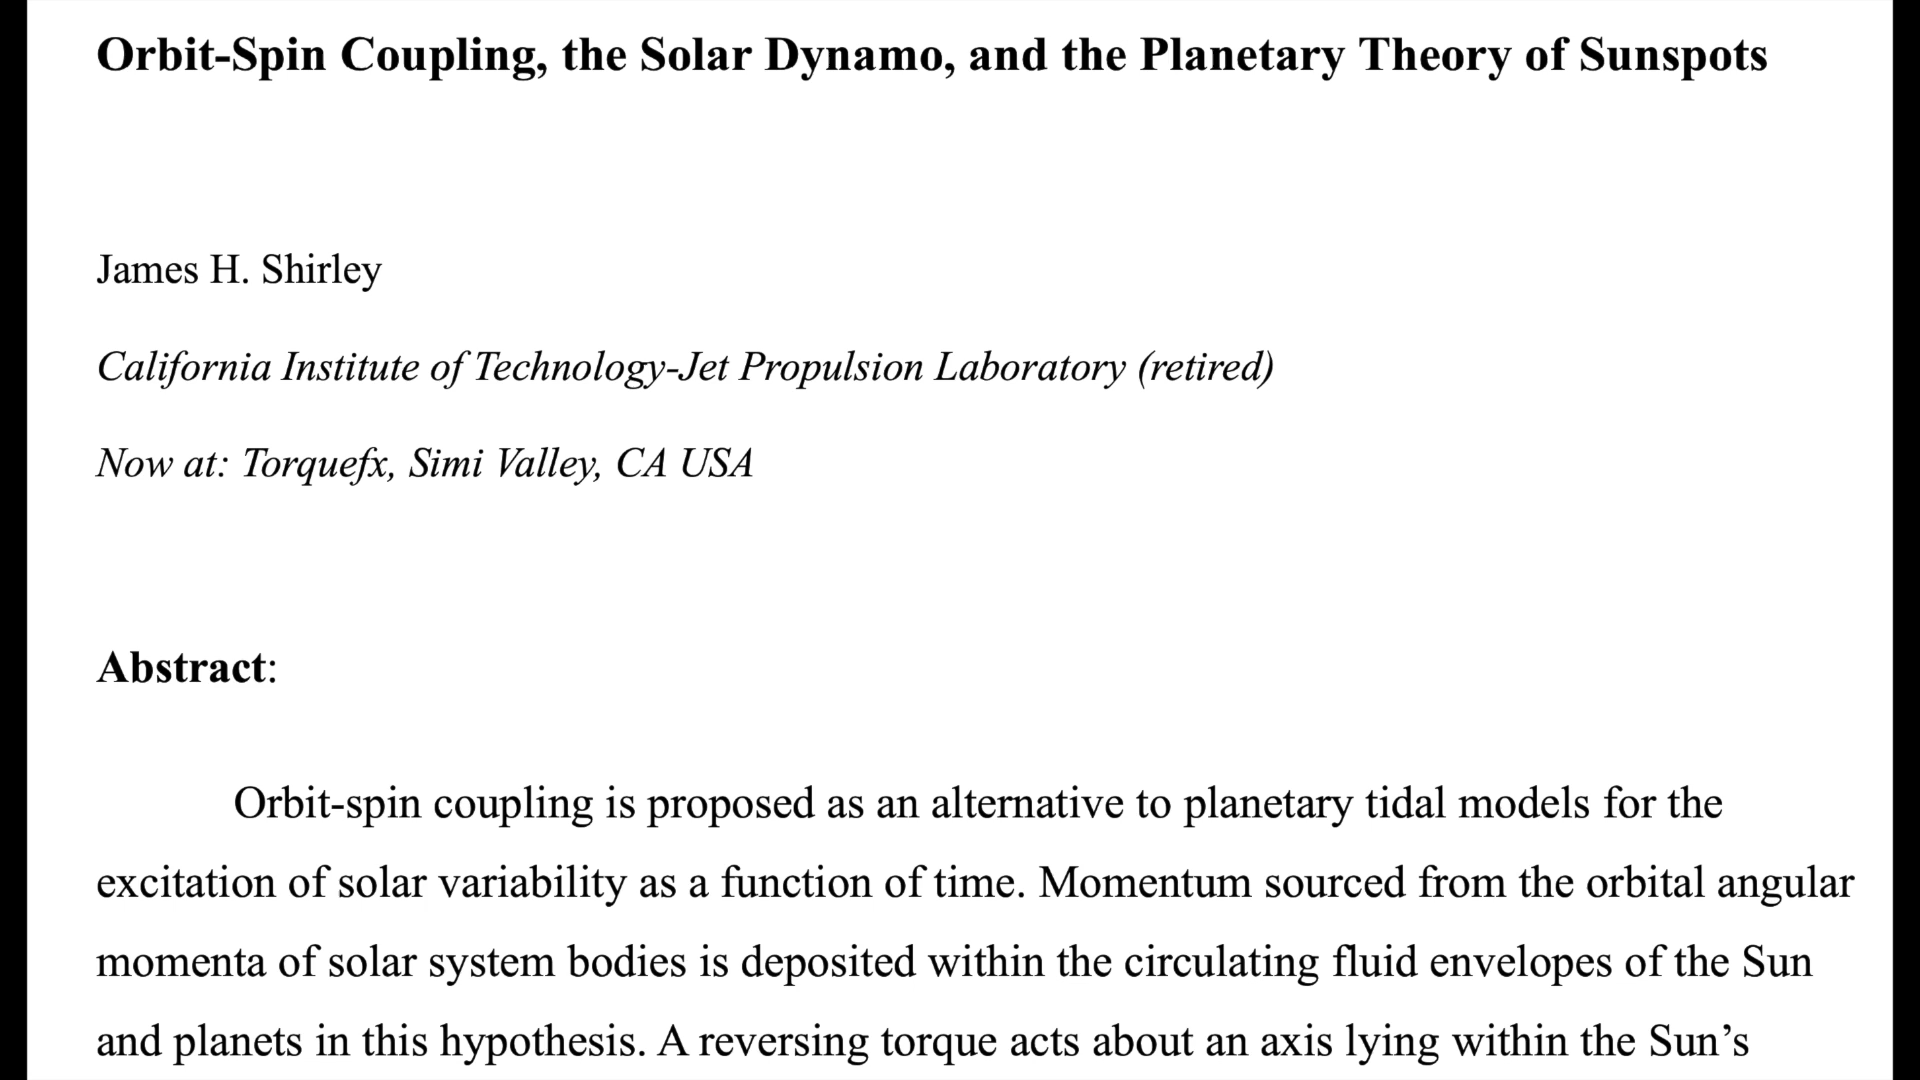 Orbit-Spin Coupling, the Solar Dynamo, and the Planetary Theory of Sunspots
James H. Shirley
California Institute of Technology-Jet Propulsion Laboratory (retired)
Now at: Torquefx, Simi Valley, CA USA
Abstract:
Orbit-spin coupling is proposed as an alternative to planetary tidal models for the
excitation of solar variability as a function of time. Momentum sourced from the orbital angular
momenta of solar system bodies is deposited within the circulating fluid envelopes of the Sun
and planets in this hypothesis. A reversing torque acts about an axis lying within the Sun’s